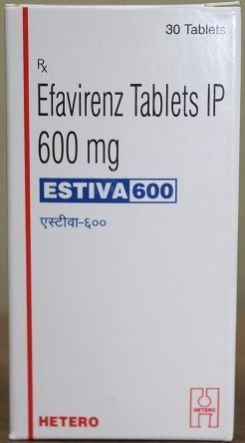 30 Tablets
Rx
Efavirenz Tablets IP
600 mg
ESTIVA 600
एस्टीवा-६००
HETERO
HETERO